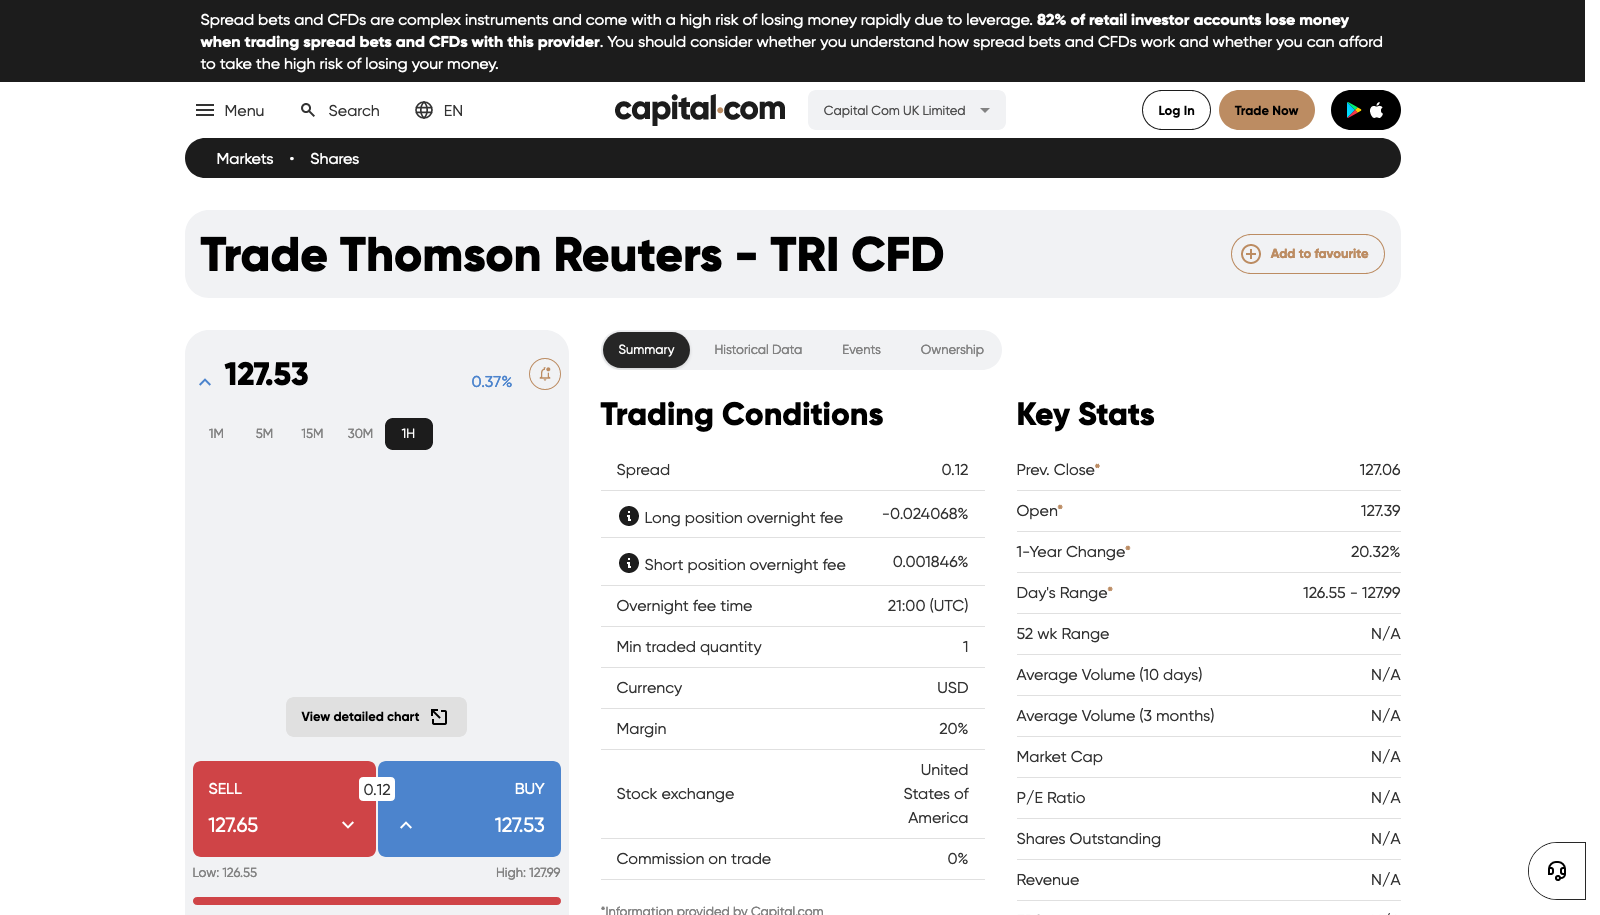 Spread bets and CFDs are complex instruments and come with a high risk of losing money rapidly due to leverage. 82% of retail investor accounts lose money
when trading spread bets and CFDs with this provider. You should consider whether you understand how spread bets and CFDs work and whether you can afford
to take the high risk of losing your money.
Menu
Search
EN
capital.com
Capital Com UK Limited
Log In
Trade Now
Markets • Shares
Trade Thomson Reuters - TRI CFD
Add to favourite
127.53
0.37%
1M 5M 15M 30M 1H
View detailed chart
SELL
127.65
0.12
BUY
127.53
Low: 126.55
High: 127.99
Summary Historical Data Events Ownership
Trading Conditions
Spread 0.12
Long position overnight fee -0.024068%
Short position overnight fee 0.001846%
Overnight fee time 21:00 (UTC)
Min traded quantity 1
Currency USD
Margin 20%
Stock exchange United
States of
America
Commission on trade 0%
*Information provided by Capital.com
Key Stats
Prev. Close* 127.06
Open* 127.39
1-Year Change* 20.32%
Day's Range* 126.55 - 127.99
52 wk Range N/A
Average Volume (10 days) N/A
Average Volume (3 months) N/A
Market Cap N/A
P/E Ratio N/A
Shares Outstanding N/A
Revenue N/A